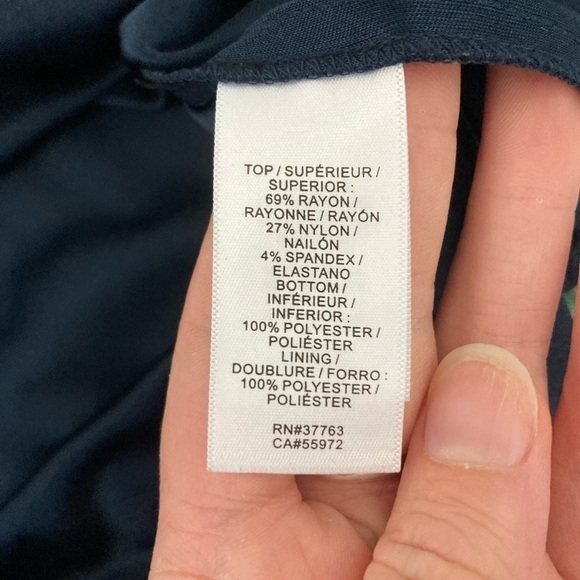 TOP / SUPÉRIEUR /
SUPERIOR :
69% RAYON /
RAYONNE / RAYÓN
27% NYLON /
NAILÓN
4% SPANDEX /
ELASTANO
BOTTOM /
INFÉRIEUR /
INFERIOR :
100% POLYESTER /
POLIÉSTER
LINING /
DOUBLURE / FORRO :
100% POLYESTER /
POLIÉSTER
RN#37763
CA#55972